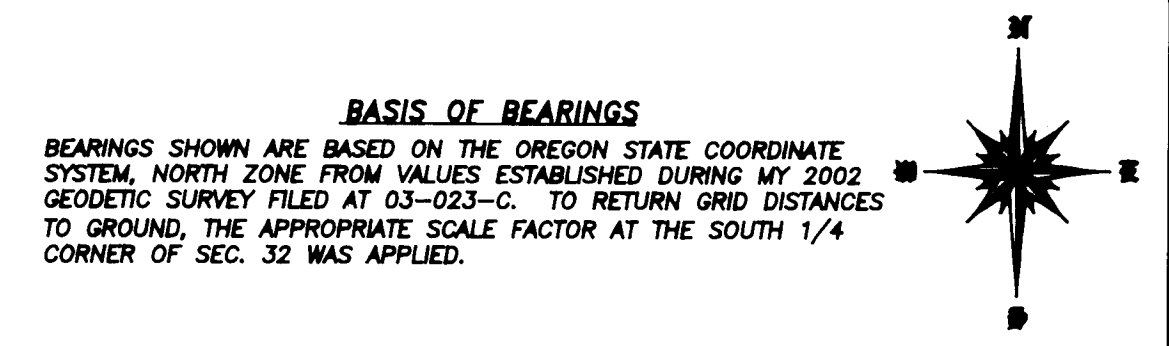 N
BASIS OF BEARINGS
BEARINGS SHOWN ARE BASED ON THE OREGON STATE COORDINATE
SYSTEM, NORTH ZONE FROM VALUES ESTABLISHED DURING MY 2002
GEODETIC SURVEY FILED AT 03-023-C. TO RETURN GRID DISTANCES
TO GROUND, THE APPROPRIATE SCALE FACTOR AT THE SOUTH 1/4
CORNER OF SEC. 32 WAS APPLIED.
W E
S